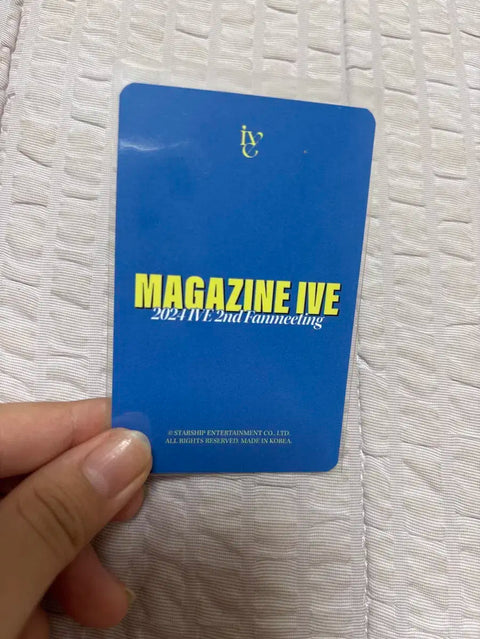 ive
MAGAZINE IVE
2024 IVE 2nd Fanmeeting
© STARSHIP ENTERTAINMENT CO., LTD.
ALL RIGHTS RESERVED. MADE IN KOREA.